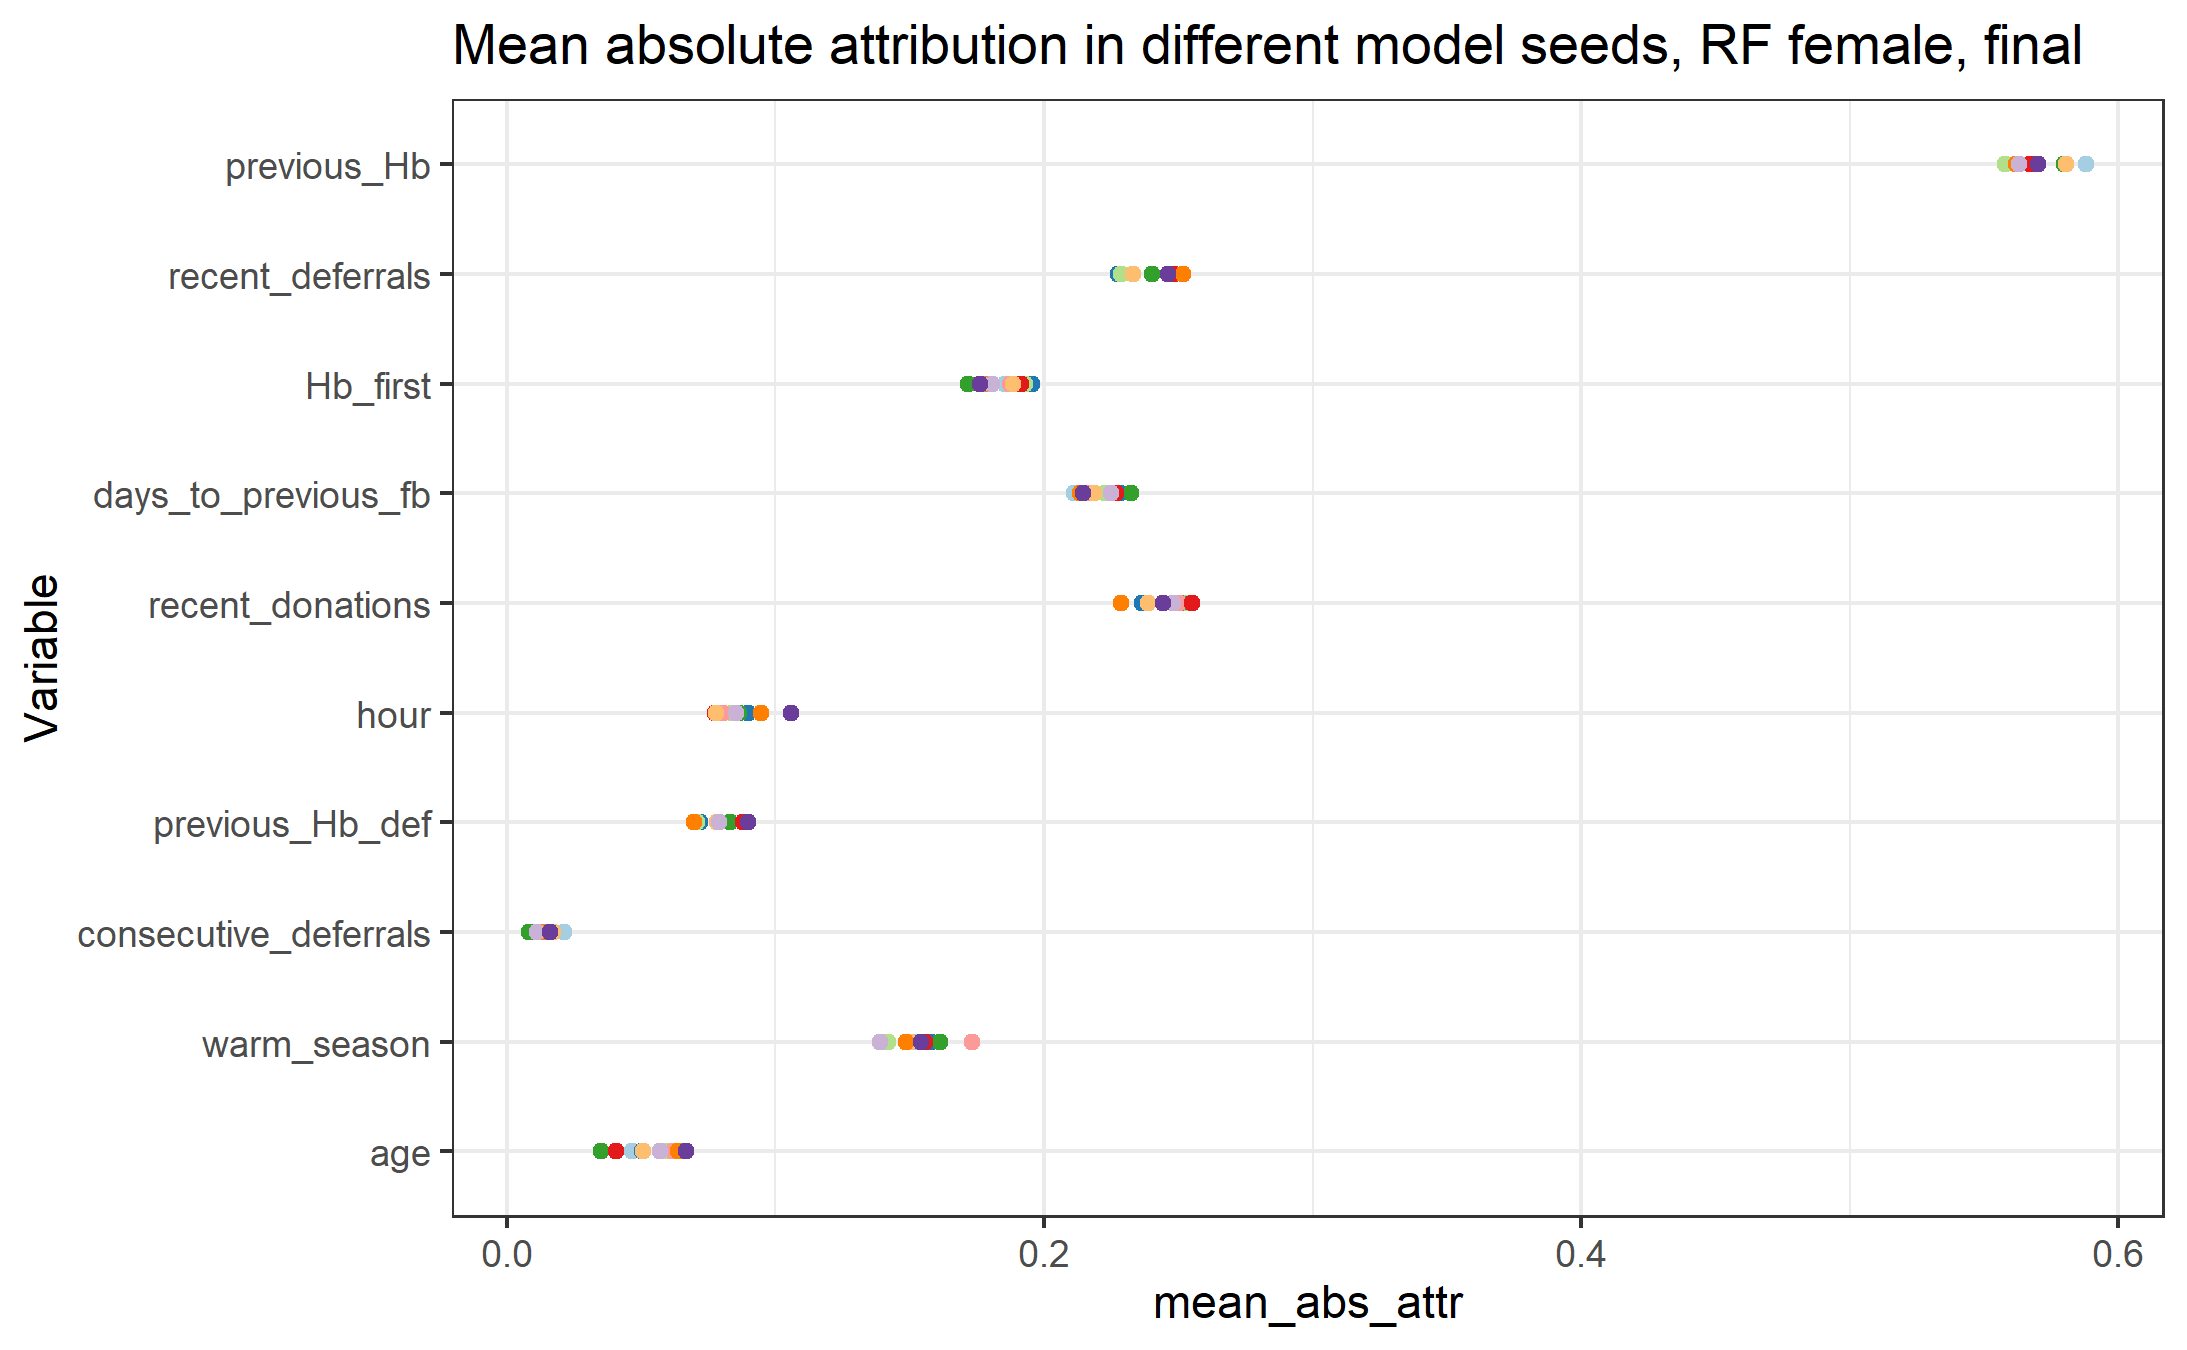 Mean absolute attribution in different model seeds, RF female, final
previous_Hb
recent_deferrals
Hb_first
days_to_previous_fb
recent_donations
hour
previous_Hb_def
consecutive_deferrals
warm_season
age
Variable
0.0 0.2 0.4 0.6
mean_abs_attr